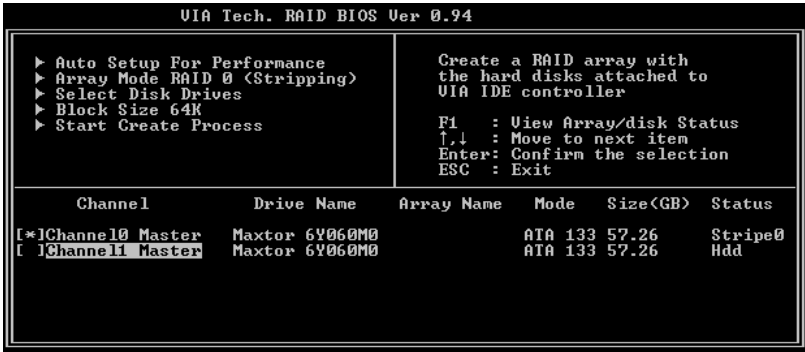 VIA Tech. RAID BIOS Ver 0.94
▶ Auto Setup For Performance
▶ Array Mode RAID 0 (Stripping)
▶ Select Disk Drives
▶ Block Size 64K
▶ Start Create Process
Create a RAID array with
the hard disks attached to
VIA IDE controller
F1 : View Array/disk Status
↑,↓ : Move to next item
Enter: Confirm the selection
ESC : Exit
Channel Drive Name Array Name Mode Size(GB) Status
[*]Channel0 Master Maxtor 6Y060M0 ATA 133 57.26 Stripe0
[ ]Channel1 Master Maxtor 6Y060M0 ATA 133 57.26 Hdd